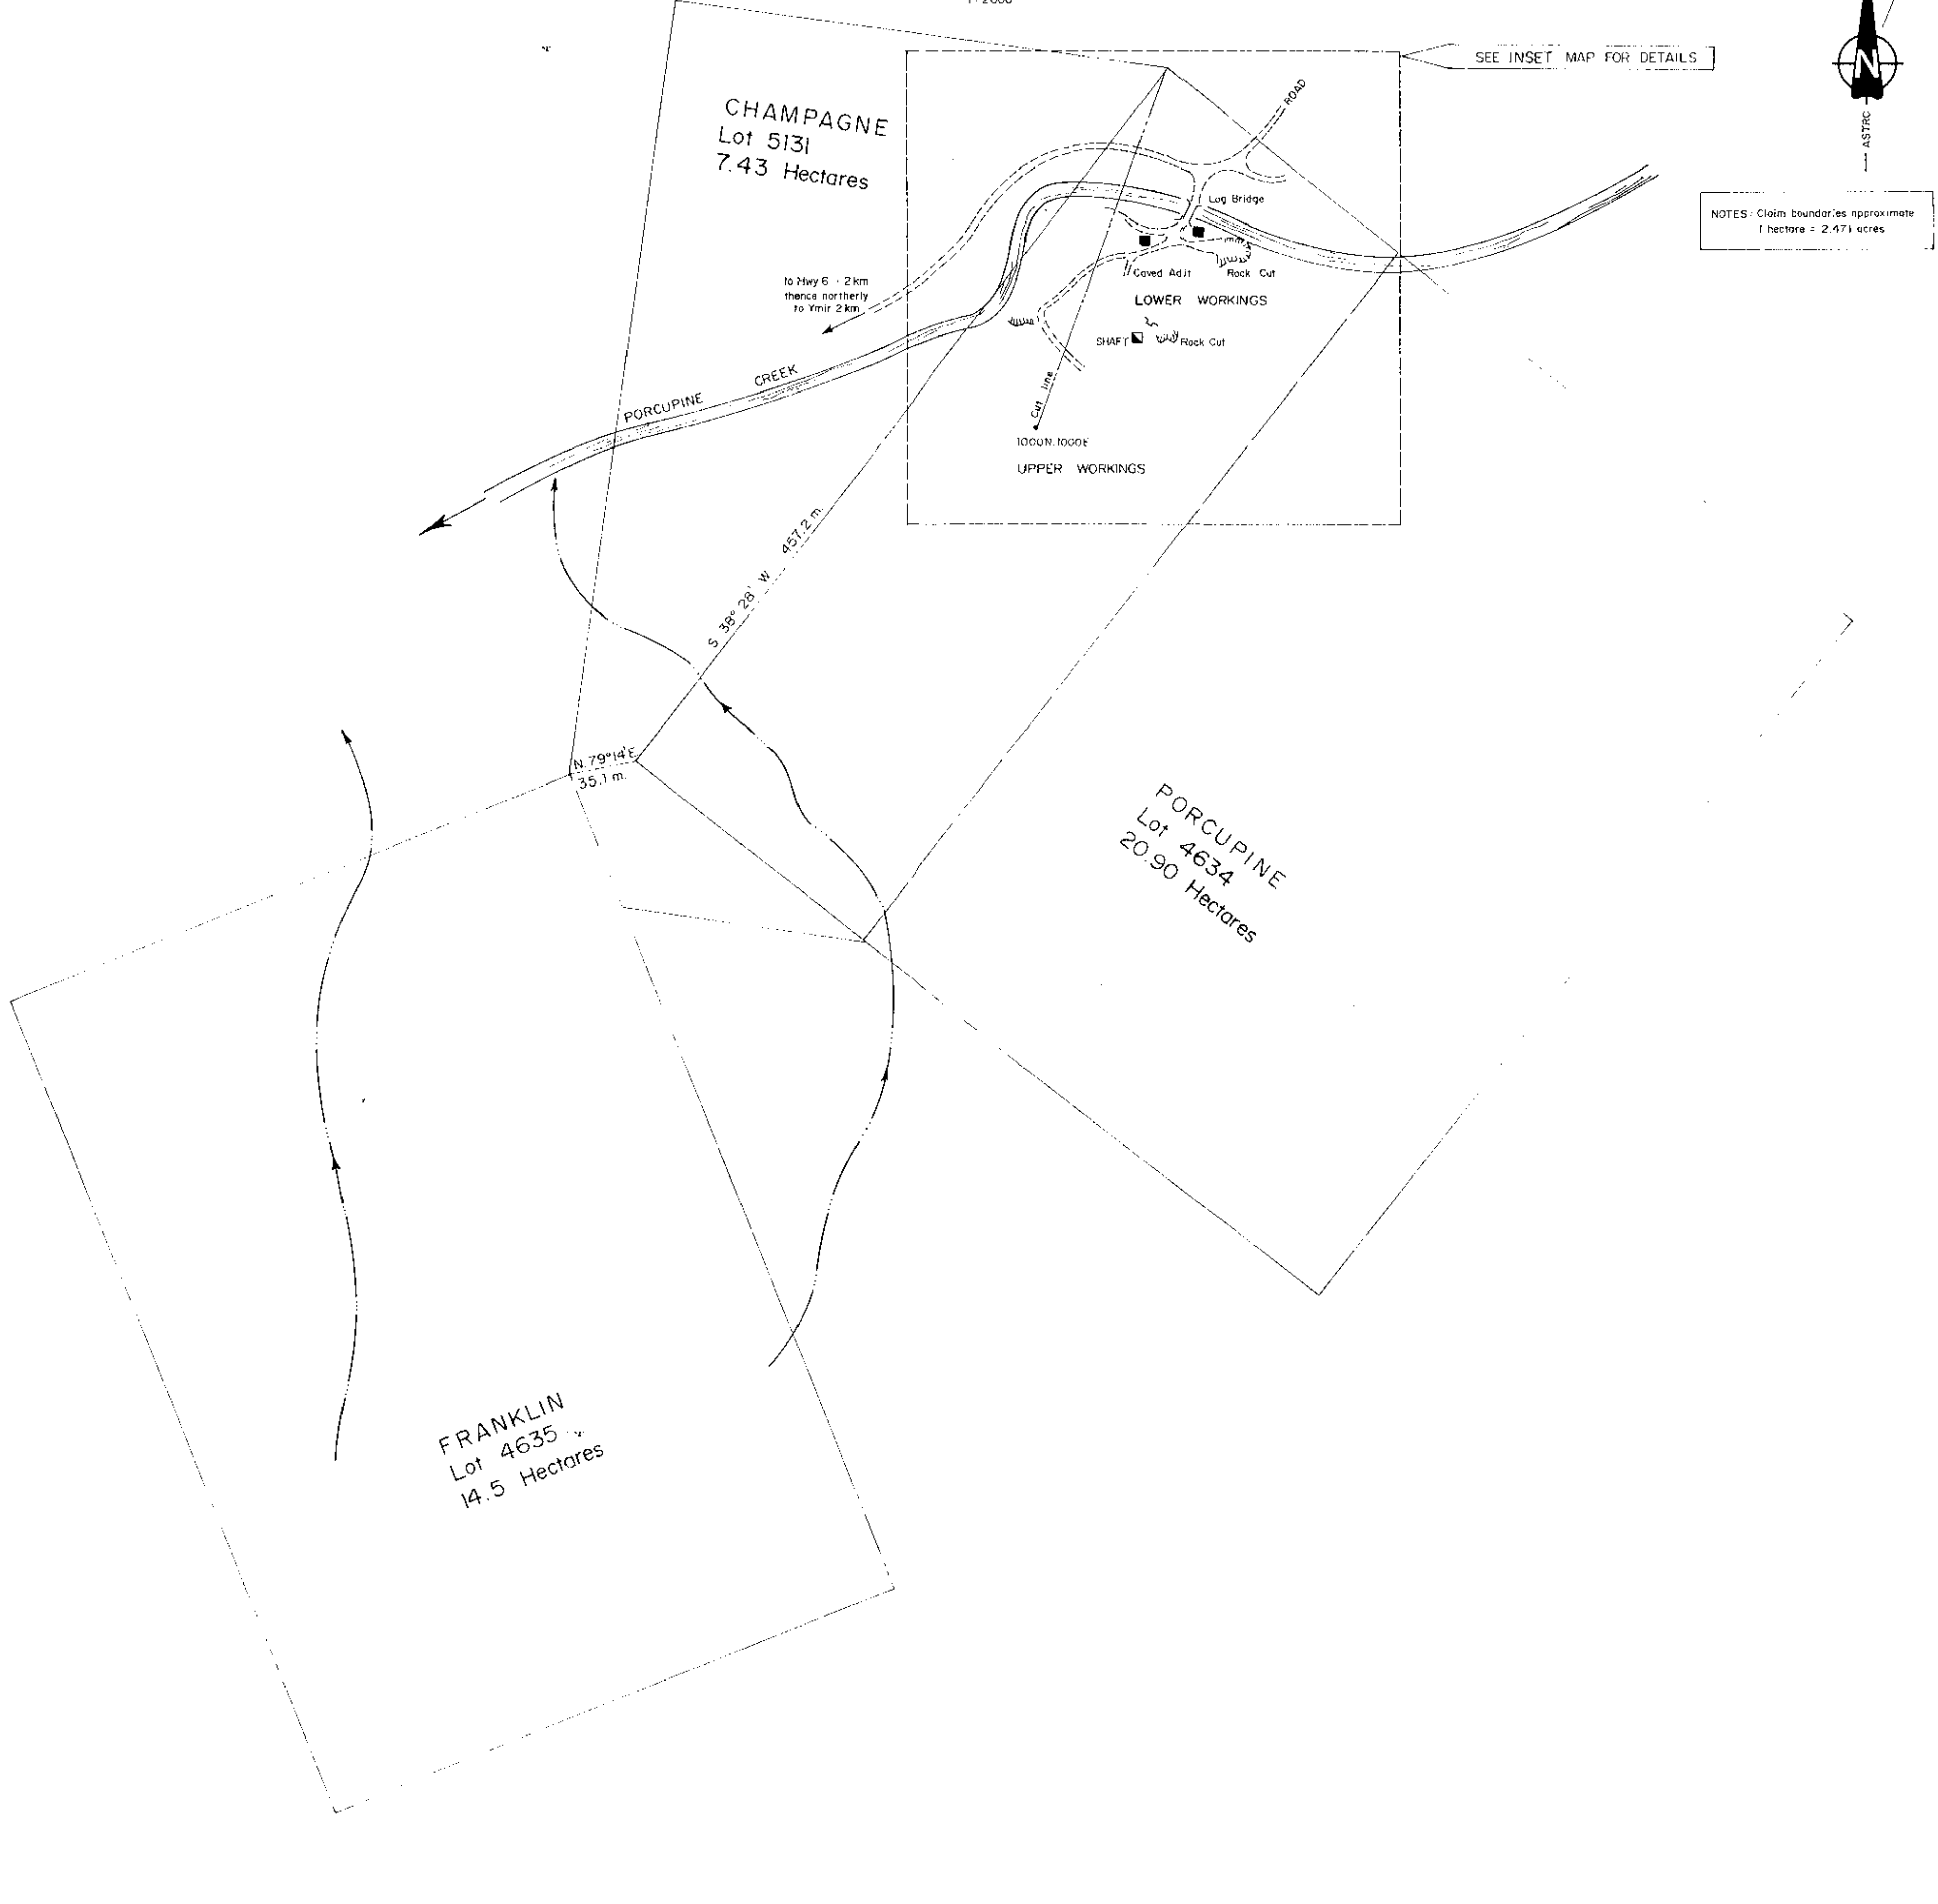 SEE INSET MAP FOR DETAILS
N
ASTRO
NOTES: Claim boundaries approximate
1 hectare = 2.471 acres
CHAMPAGNE
Lot 5131
7.43 Hectares
ROAD
Log Bridge
Caved Adit
Rock Cut
LOWER WORKINGS
to Hwy 6 - 2 km
thence northerly
to Ymir 2 km
SHAFT
Rock Cut
PORCUPINE CREEK
Cut line
1000N.1000E
UPPER WORKINGS
S 38° 28' W 457.2 m.
N. 79° 14' E
35.1 m.
PORCUPINE
Lot 4634
20.90 Hectares
FRANKLIN
Lot 4635
14.5 Hectares